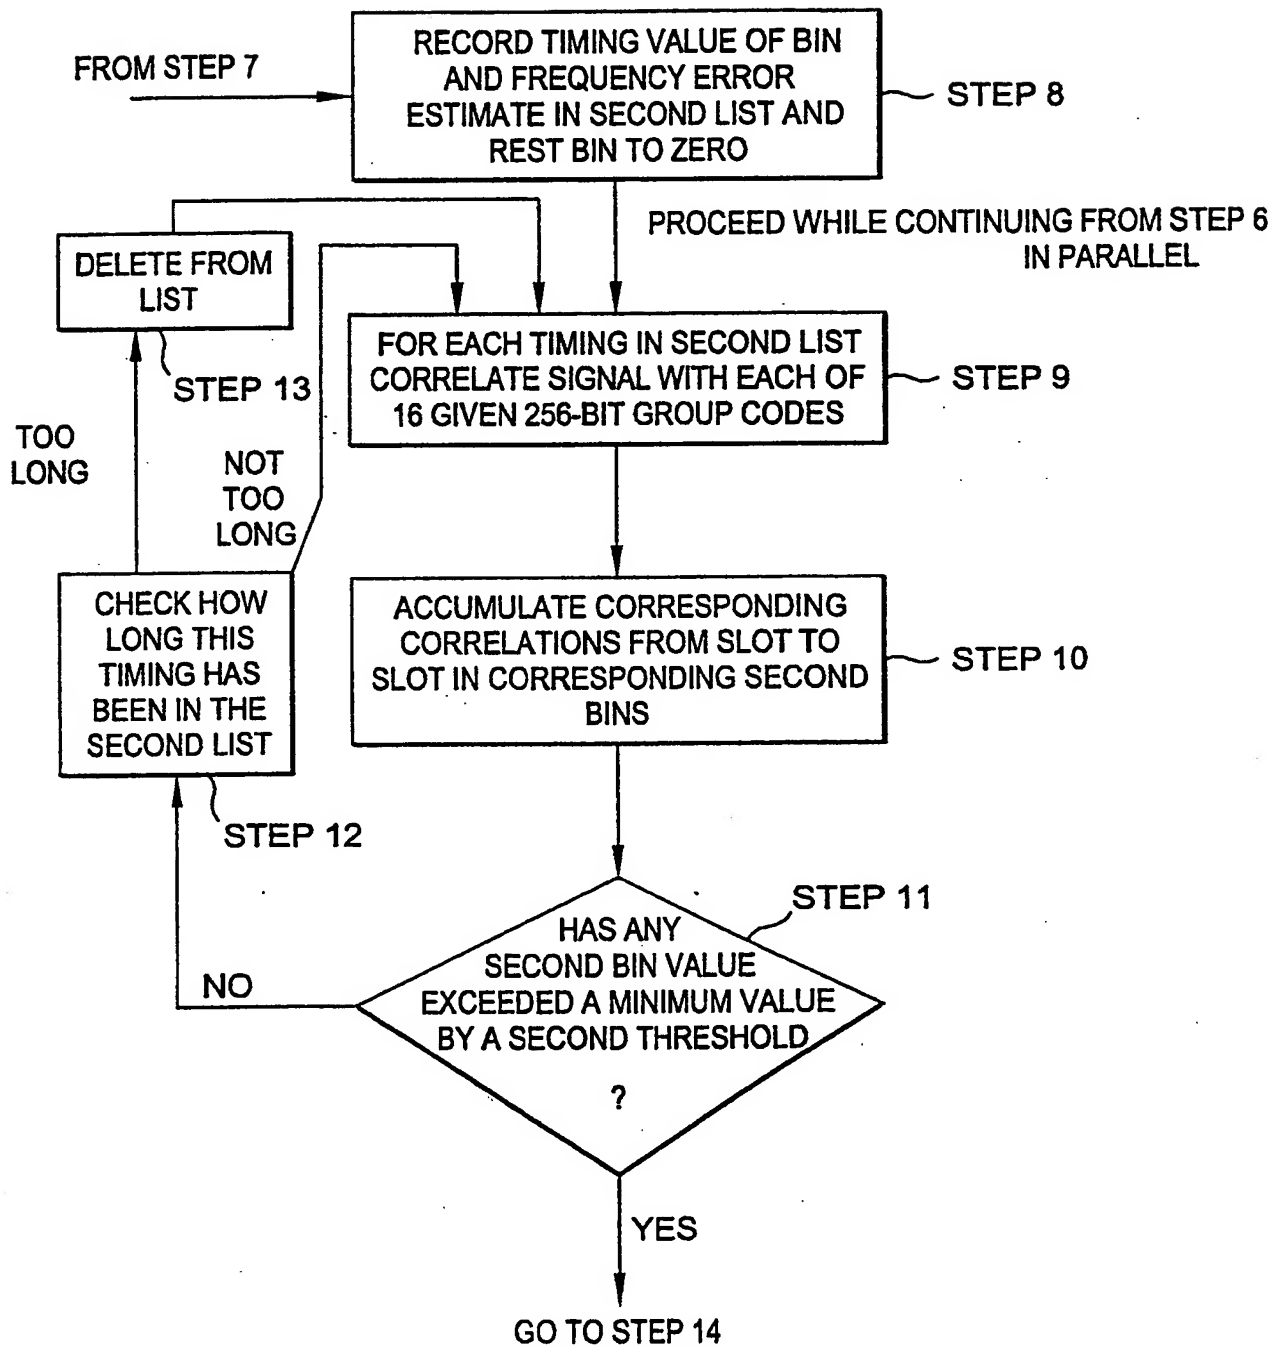 RECORD TIMING VALUE OF BIN
AND FREQUENCY ERROR
ESTIMATE IN SECOND LIST AND
REST BIN TO ZERO
FROM STEP 7
STEP 8
PROCEED WHILE CONTINUING FROM STEP 6
IN PARALLEL
DELETE FROM
LIST
STEP 13
FOR EACH TIMING IN SECOND LIST
CORRELATE SIGNAL WITH EACH OF
16 GIVEN 256-BIT GROUP CODES
STEP 9
TOO
LONG
NOT
TOO
LONG
CHECK HOW
LONG THIS
TIMING HAS
BEEN IN THE
SECOND LIST
STEP 12
ACCUMULATE CORRESPONDING
CORRELATIONS FROM SLOT TO
SLOT IN CORRESPONDING SECOND
BINS
STEP 10
STEP 11
HAS ANY
SECOND BIN VALUE
EXCEEDED A MINIMUM VALUE
BY A SECOND THRESHOLD
?
NO
YES
GO TO STEP 14